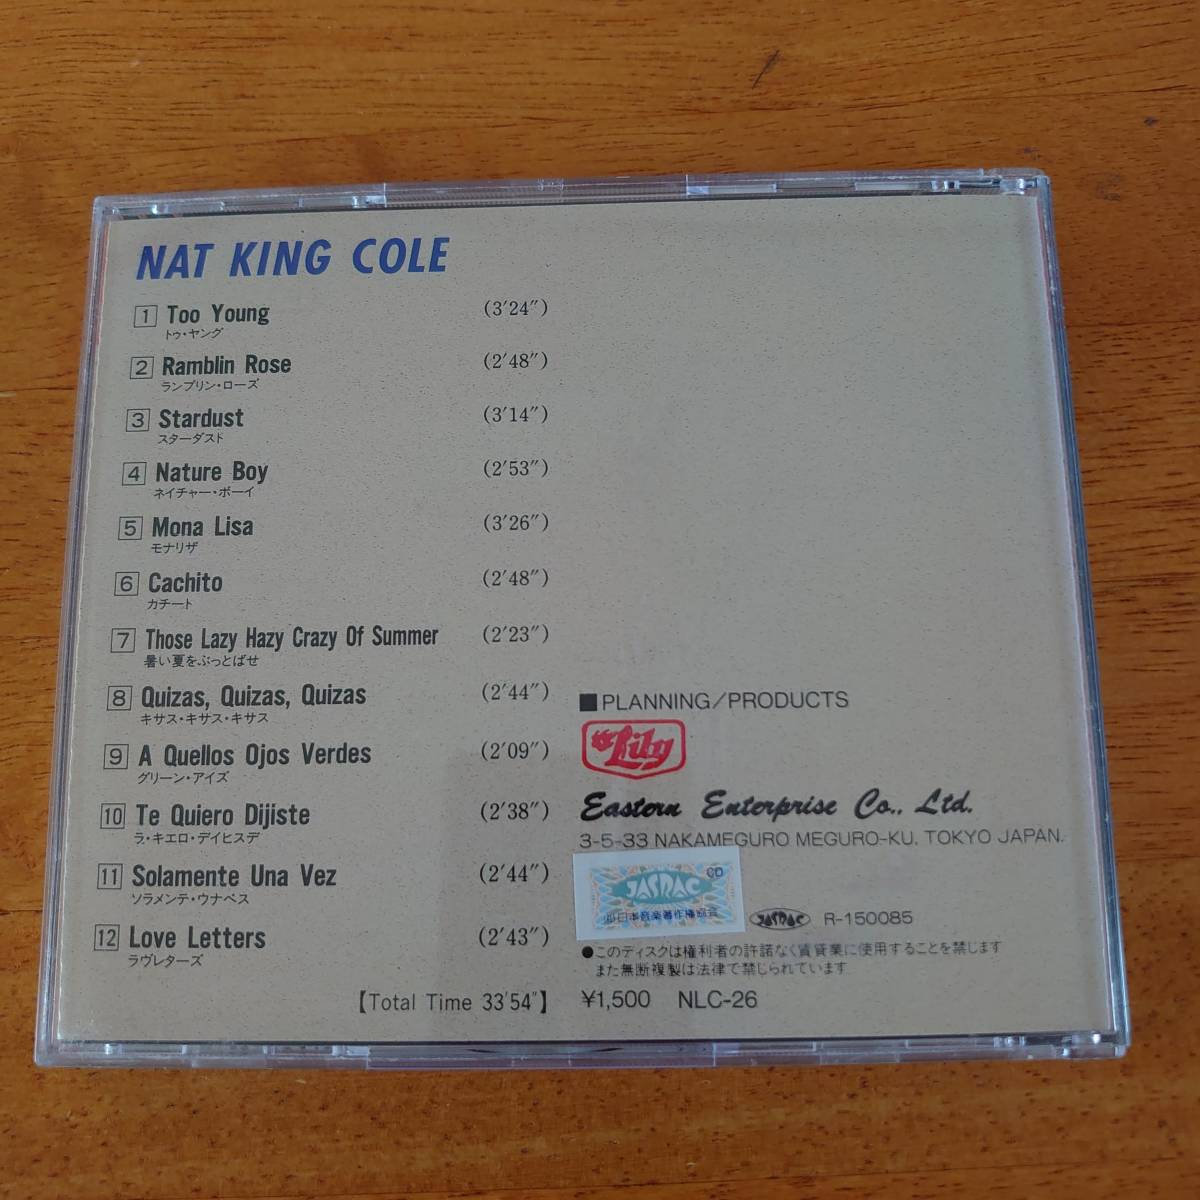 NAT KING COLE
1 Too Young (3′24″)
トゥ・ヤング
2 Ramblin Rose (2′48″)
ランブリン・ローズ
3 Stardust (3′14″)
スターダスト
4 Nature Boy (2′53″)
ネイチャー・ボーイ
5 Mona Lisa (3′26″)
モナリザ
6 Cachito (2′48″)
カチート
7 Those Lazy Hazy Crazy Of Summer (2′23″)
暑い夏をぶっとばせ
8 Quizas, Quizas, Quizas (2′44″)
キサス・キサス・キサス
9 A Quellos Ojos Verdes (2′09″)
グリーン・アイズ
10 Te Quiero Dijiste (2′38″)
ラ・キエロ・デイヒスデ
11 Solamente Una Vez (2′44″)
ソラメンテ・ウナベス
12 Love Letters (2′43″)
ラヴレターズ
【Total Time 33′54″】
■PLANNING/PRODUCTS
Lily
Eastern Enterprise Co., Ltd.
3-5-33 NAKAMEGURO MEGURO-KU, TOKYO JAPAN.
JASRAC CD
日本音楽著作権協会
JASRAC R-150085
●このディスクは権利者の許諾なく賃貸業に使用することを禁じます
また無断複製は法律で禁じられています
¥1,500 NLC-26